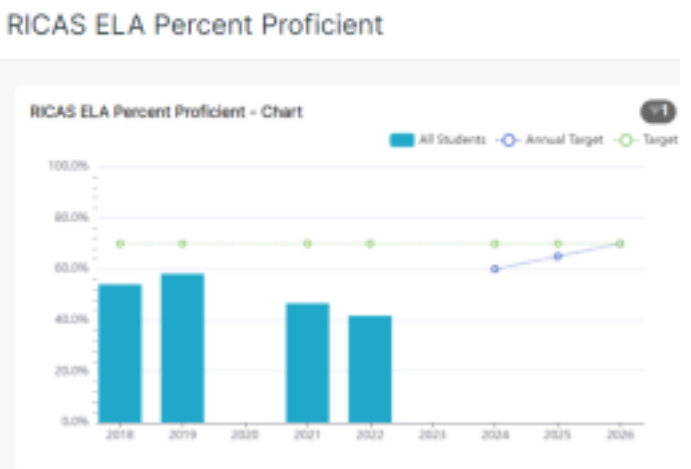 RICAS ELA Percent Proficient
RICAS ELA Percent Proficient - Chart
All Students Annual Target Target
100.0%
80.0%
60.0%
40.0%
20.0%
0.0%
2018 2019 2020 2021 2022 2023 2024 2025 2026